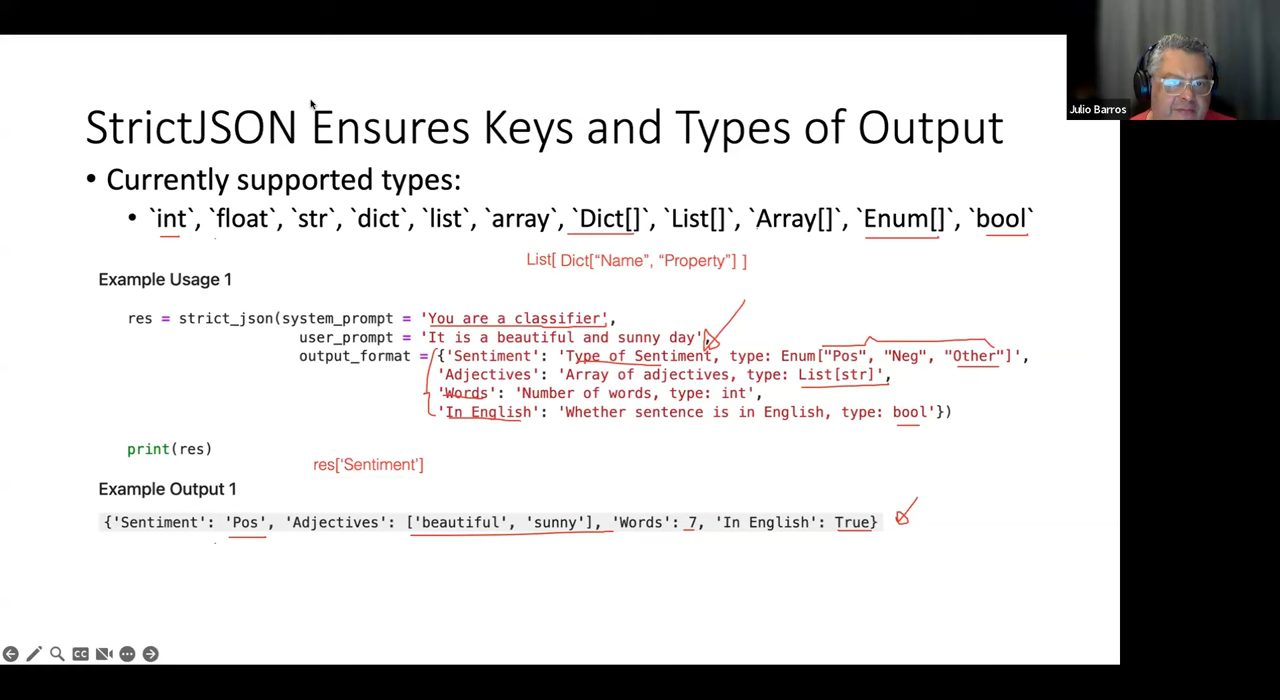 Julio Barros
StrictJSON Ensures Keys and Types of Output
• Currently supported types:
• `int`, `float`, `str`, `dict`, `list`, `array`, `Dict[]`, `List[]`, `Array[]`, `Enum[]`, `bool`
List[ Dict["Name", "Property"] ]
Example Usage 1
res = strict_json(system_prompt = 'You are a classifier',
user_prompt = 'It is a beautiful and sunny day',
output_format = {'Sentiment': 'Type of Sentiment, type: Enum["Pos", "Neg", "Other"]',
'Adjectives': 'Array of adjectives, type: List[str]',
'Words': 'Number of words, type: int',
'In English': 'Whether sentence is in English, type: bool'})
print(res)
res['Sentiment']
Example Output 1
{'Sentiment': 'Pos', 'Adjectives': ['beautiful', 'sunny'], 'Words': 7, 'In English': True}
CC